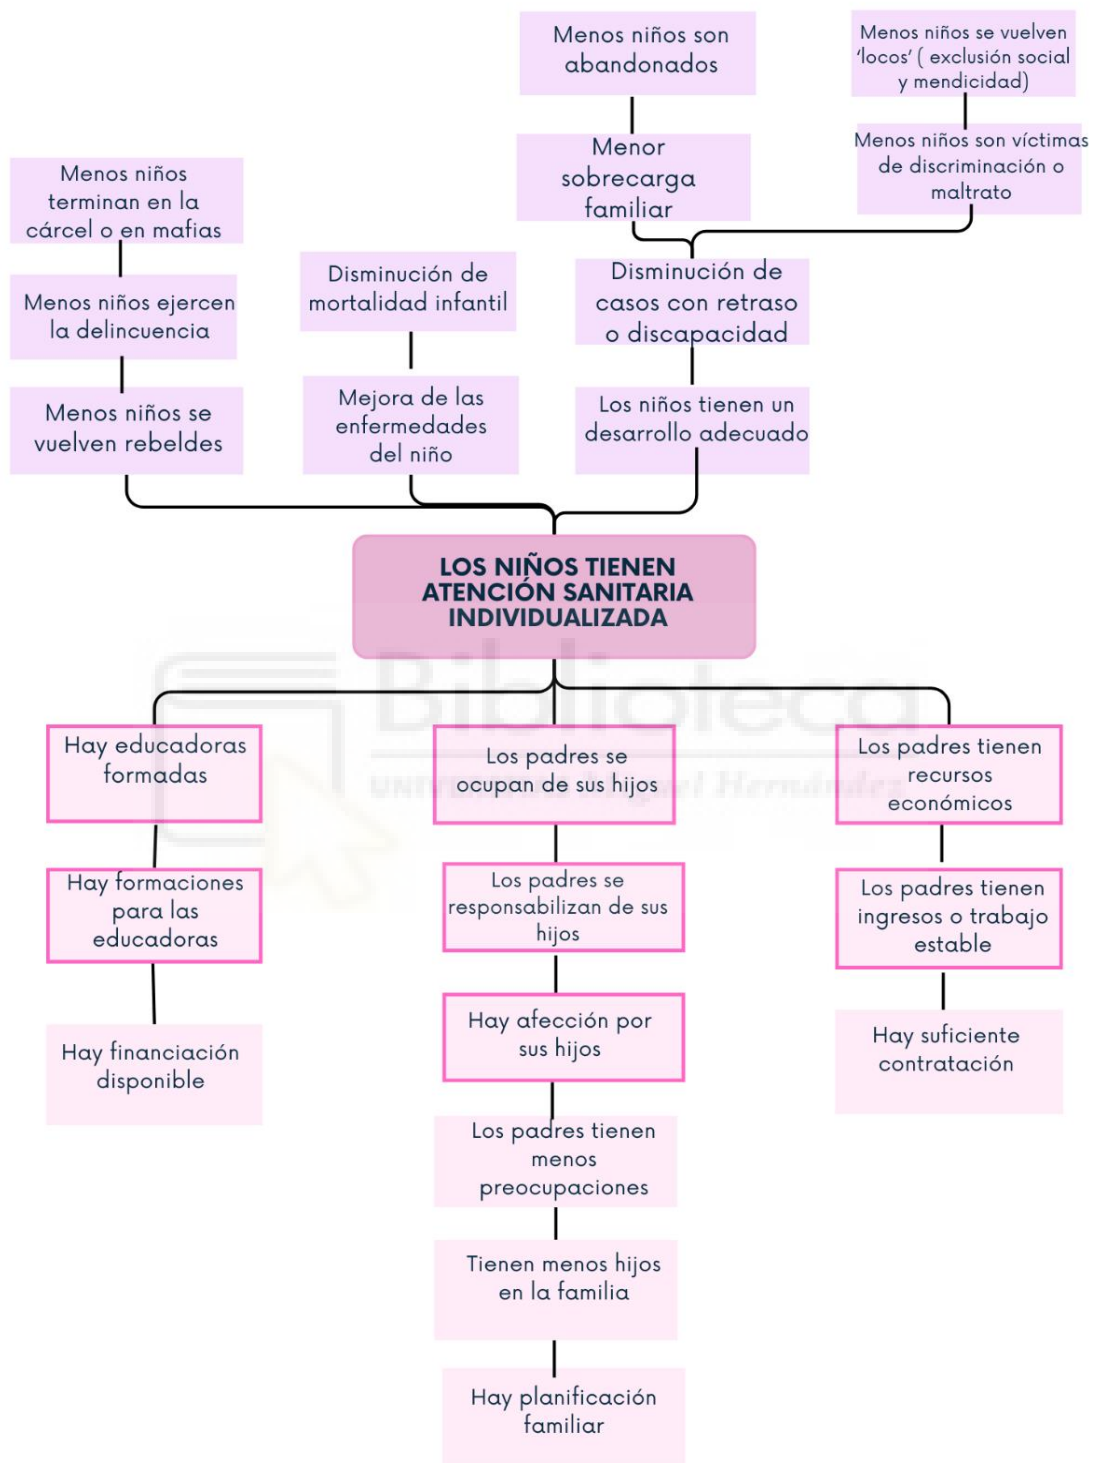 Menos niños son
abandonados
Menos niños se vuelven
‘locos’ ( exclusión social
y mendicidad)
Menor
sobrecarga
familiar
Menos niños son víctimas
de discriminación o
maltrato
Menos niños
terminan en la
cárcel o en mafias
Disminución de
mortalidad infantil
Disminución de
casos con retraso
o discapacidad
Menos niños ejercen
la delincuencia
Menos niños se
vuelven rebeldes
Mejora de las
enfermedades
del niño
Los niños tienen un
desarrollo adecuado
LOS NIÑOS TIENEN
ATENCIÓN SANITARIA
INDIVIDUALIZADA
Biblioteca
UNIVERSITAS Miguel Hernández
Hay educadoras
formadas
Los padres se
ocupan de sus hijos
Los padres tienen
recursos
económicos
Hay formaciones
para las
educadoras
Los padres se
responsabilizan de sus
hijos
Los padres tienen
ingresos o trabajo
estable
Hay financiación
disponible
Hay afección por
sus hijos
Hay suficiente
contratación
Los padres tienen
menos
preocupaciones
Tienen menos hijos
en la familia
Hay planificación
familiar